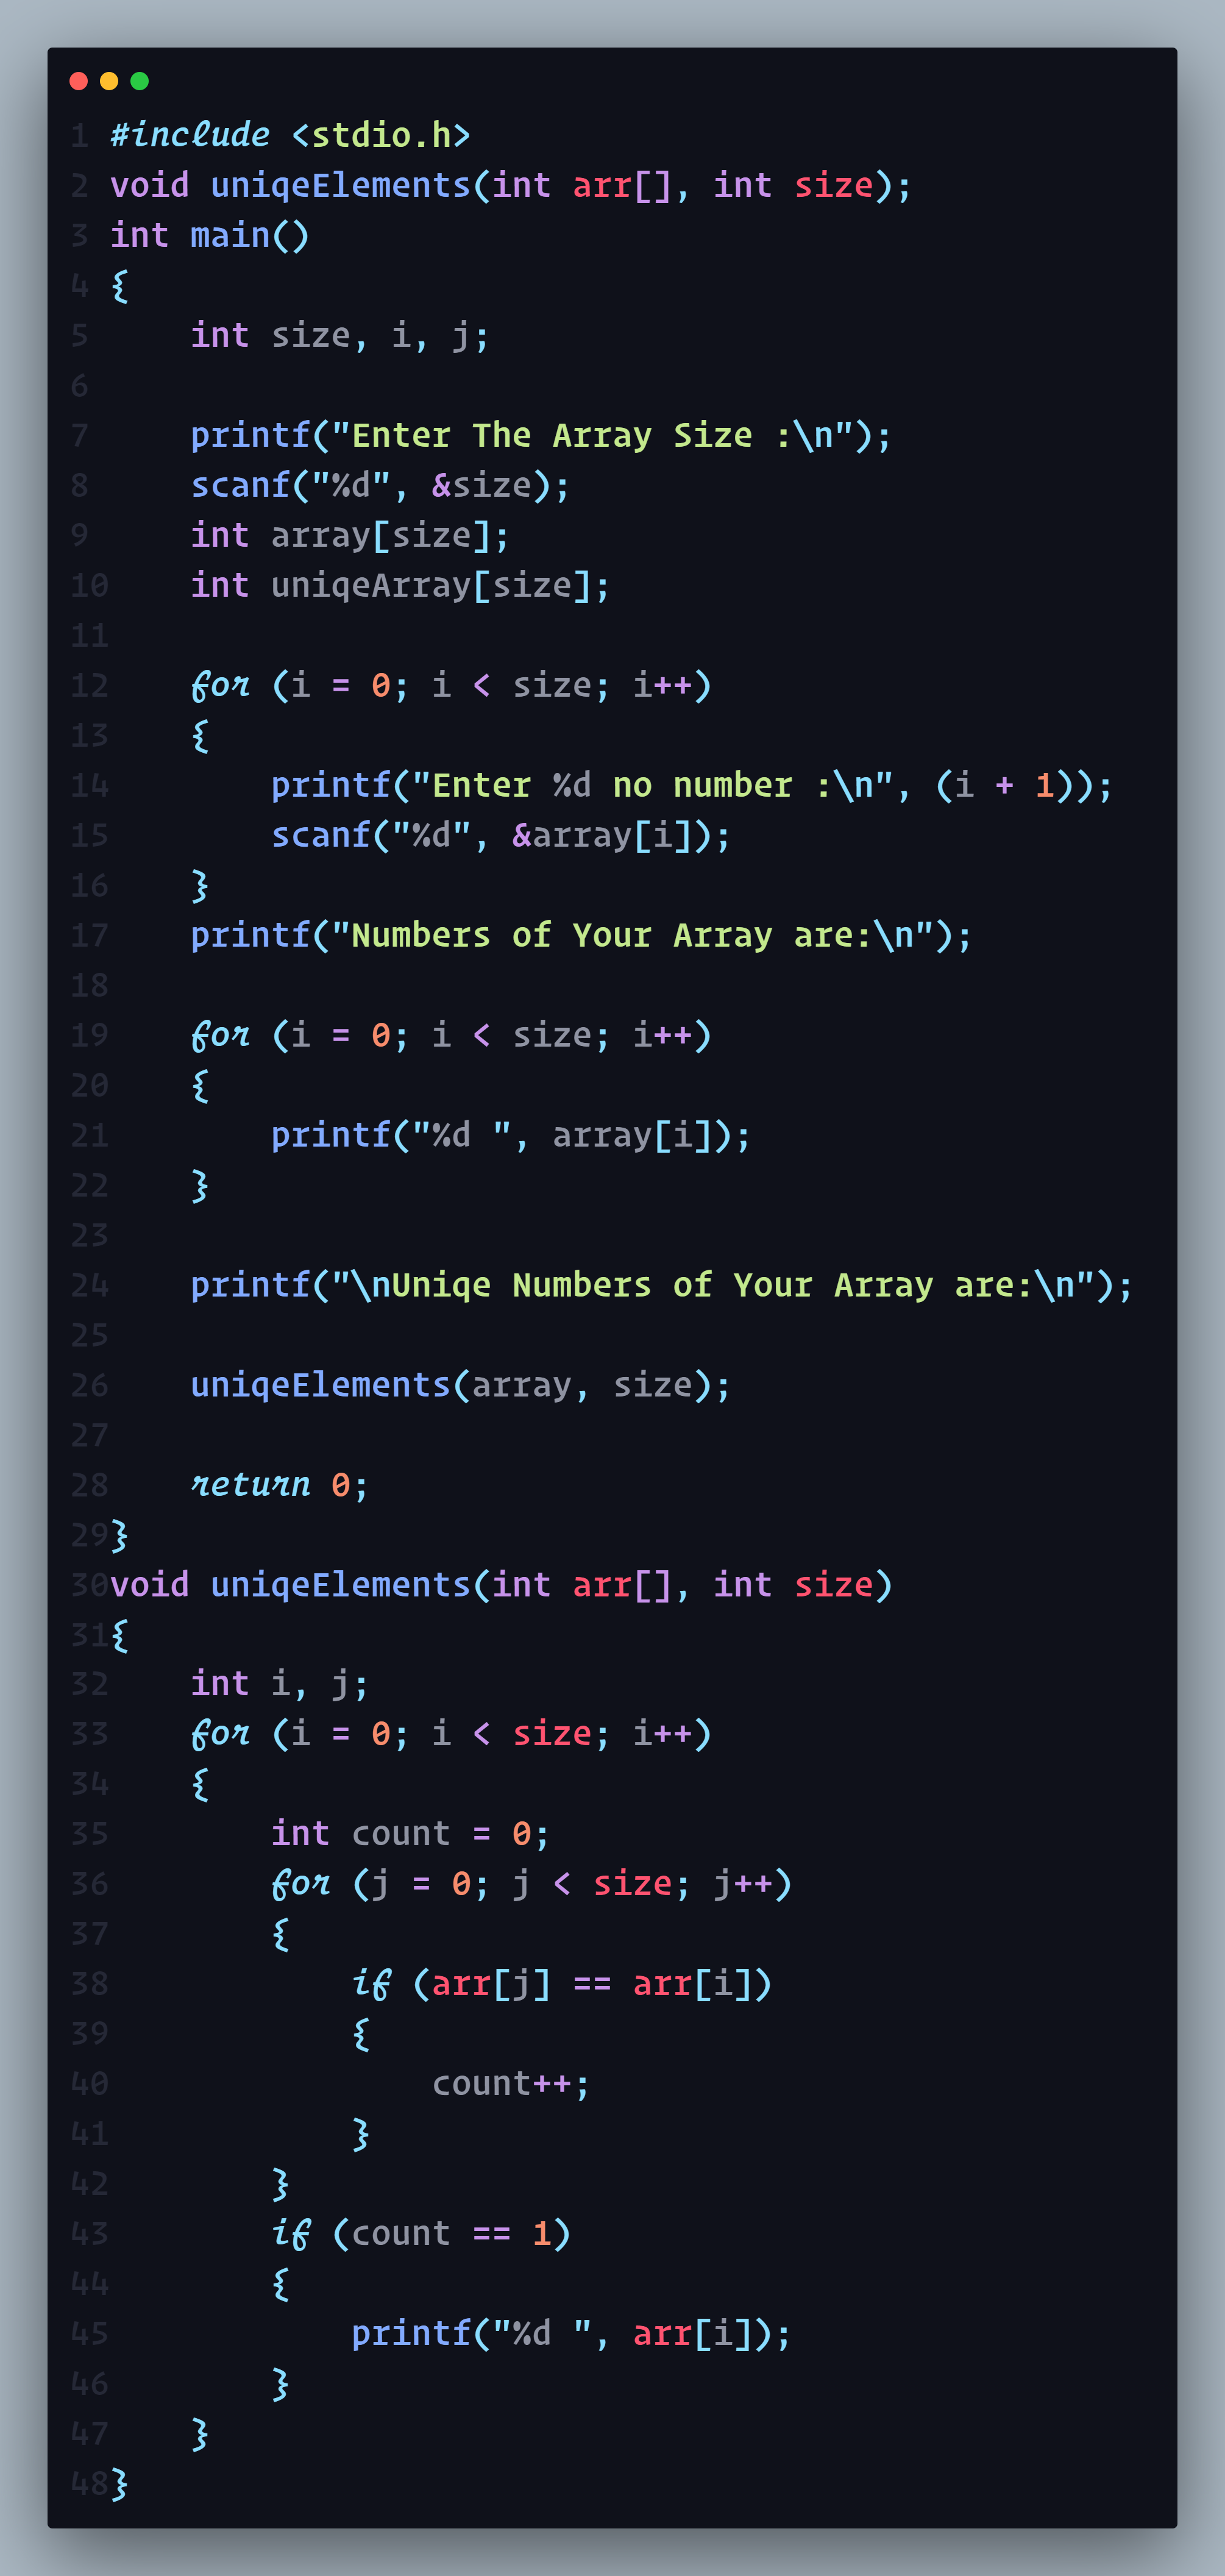 1 #include <stdio.h>
2 void uniqeElements(int arr[], int size);
3 int main()
4 {
5     int size, i, j;
6
7     printf("Enter The Array Size :\n");
8     scanf("%d", &size);
9     int array[size];
10     int uniqeArray[size];
11
12     for (i = 0; i < size; i++)
13     {
14         printf("Enter %d no number :\n", (i + 1));
15         scanf("%d", &array[i]);
16     }
17     printf("Numbers of Your Array are:\n");
18
19     for (i = 0; i < size; i++)
20     {
21         printf("%d ", array[i]);
22     }
23
24     printf("\nUniqe Numbers of Your Array are:\n");
25
26     uniqeElements(array, size);
27
28     return 0;
29 }
30 void uniqeElements(int arr[], int size)
31 {
32     int i, j;
33     for (i = 0; i < size; i++)
34     {
35         int count = 0;
36         for (j = 0; j < size; j++)
37         {
38             if (arr[j] == arr[i])
39             {
40                 count++;
41             }
42         }
43         if (count == 1)
44         {
45             printf("%d ", arr[i]);
46         }
47     }
48 }